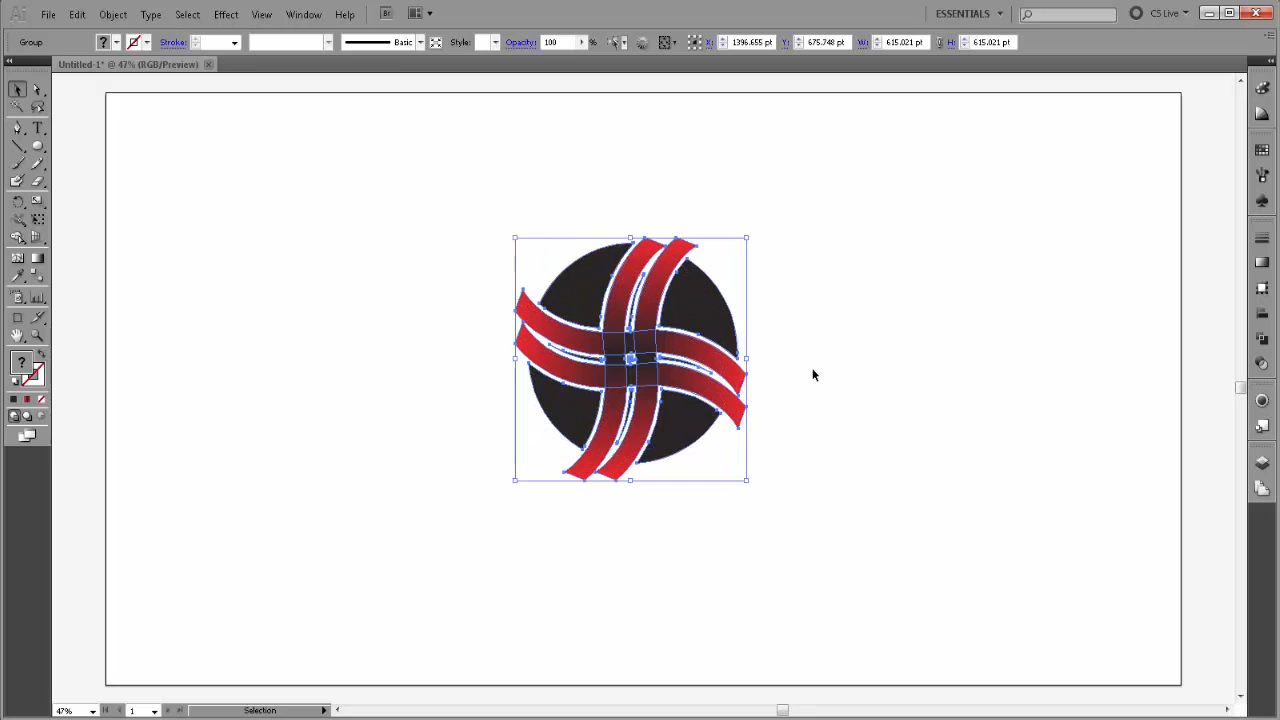 Ai File Edit Object Type Select Effect View Window Help Br ESSENTIALS CS Live
Group ? Stroke: Basic Style: Opacity: 100 % X: 1396.655 pt Y: 675.748 pt W: 615.021 pt H: 615.021 pt
Untitled-1* @ 47% (RGB/Preview)
T
?
47% 1 Selection